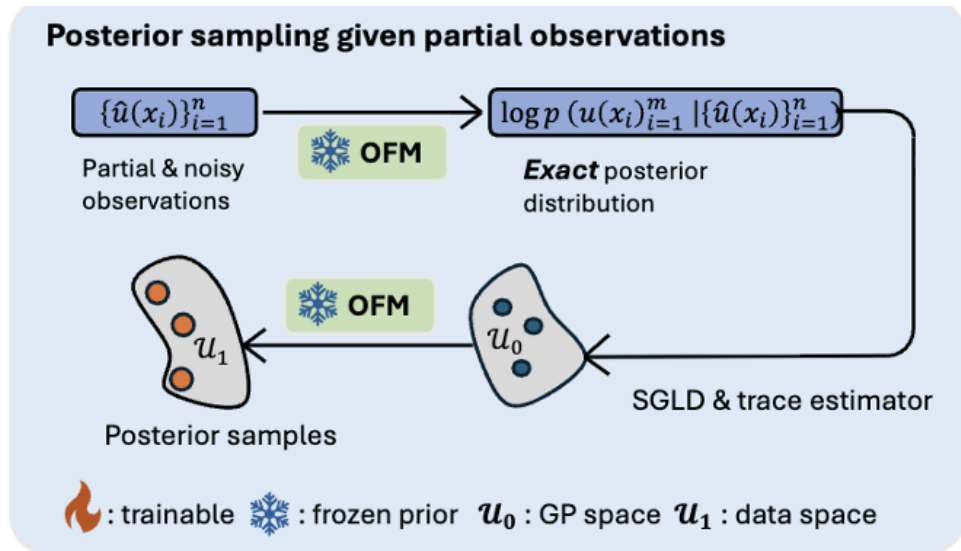 Posterior sampling given partial observations
{û(xᵢ)}ⁿᵢ₌₁
OFM
log p (u(xᵢ)ᵐᵢ₌₁ |{û(xᵢ)}ⁿᵢ₌₁)
Partial & noisy
observations
Exact posterior
distribution
OFM
𝒰₁
𝒰₀
Posterior samples
SGLD & trace estimator
: trainable : frozen prior 𝒰₀ : GP space 𝒰₁ : data space